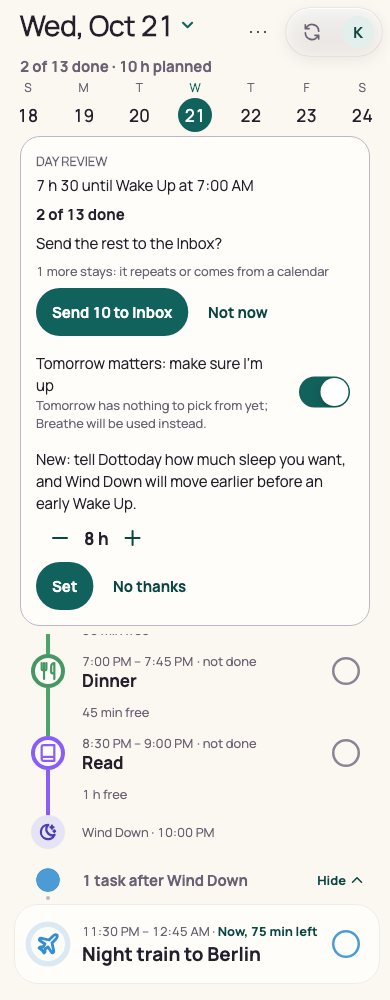 Wed, Oct 21
...
K
2 of 13 done · 10 h planned
S M T W T F S
18 19 20 21 22 23 24
DAY REVIEW
7 h 30 until Wake Up at 7:00 AM
2 of 13 done
Send the rest to the Inbox?
1 more stays: it repeats or comes from a calendar
Send 10 to Inbox
Not now
Tomorrow matters: make sure I'm
up
Tomorrow has nothing to pick from yet;
Breathe will be used instead.
New: tell Dottoday how much sleep you want,
and Wind Down will move earlier before an
early Wake Up.
8 h
Set
No thanks
7:00 PM – 7:45 PM · not done
Dinner
45 min free
8:30 PM – 9:00 PM · not done
Read
1 h free
Wind Down · 10:00 PM
1 task after Wind Down
Hide
11:30 PM – 12:45 AM · Now, 75 min left
Night train to Berlin